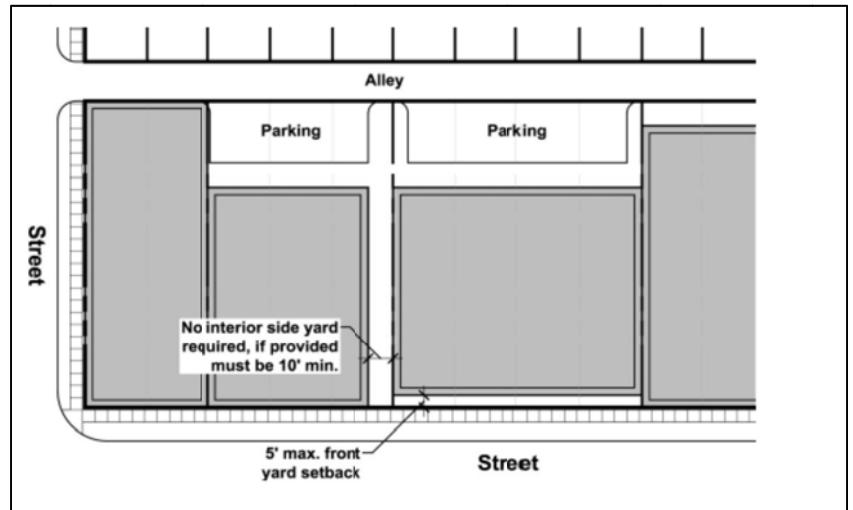 Alley
Parking
Parking
Street
No interior side yard
required, if provided
must be 10' min.
5' max. front
yard setback
Street